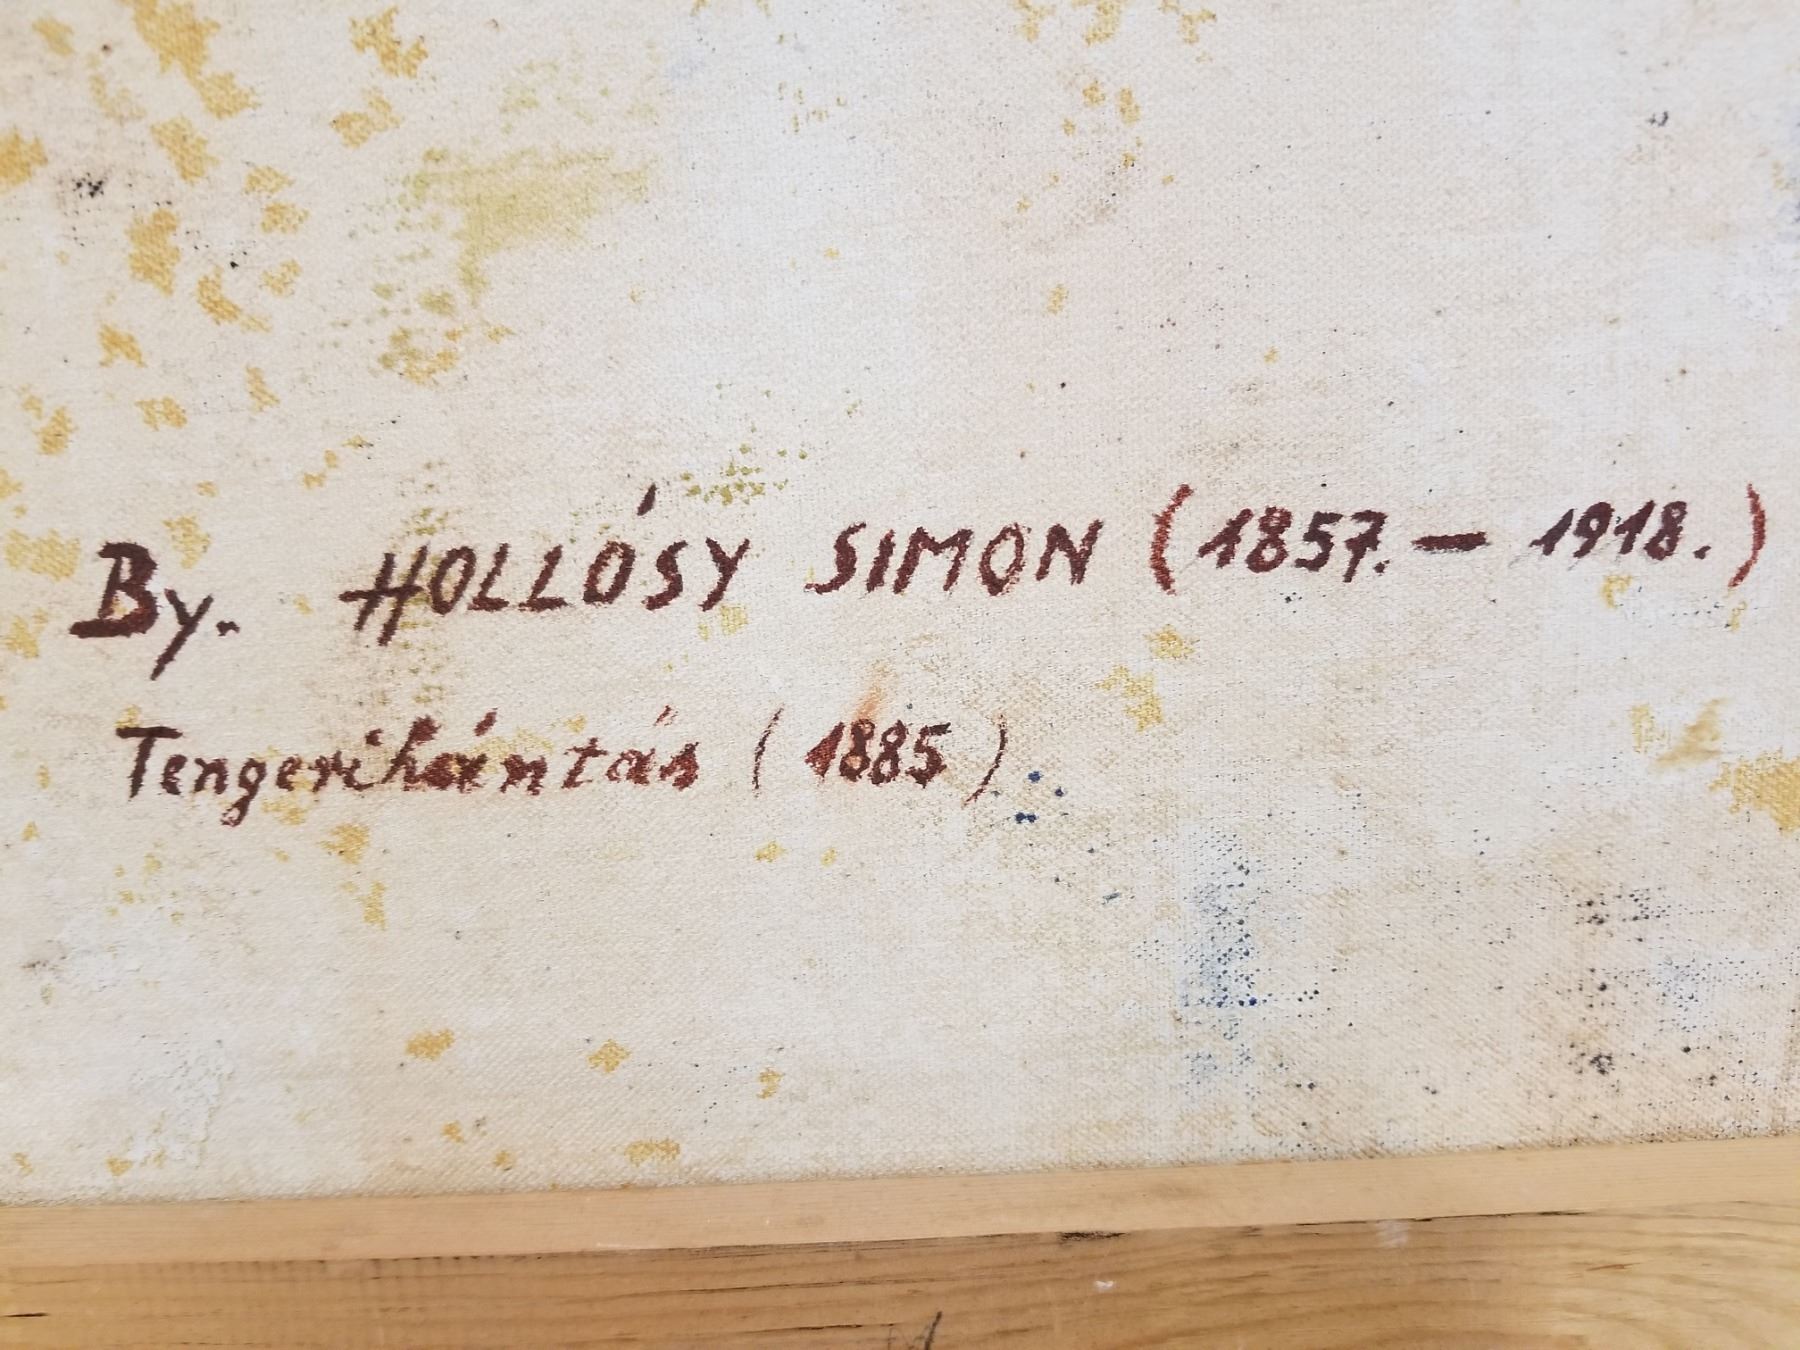 By. HOLLÓSY SIMON (1857. — 1918.)
Tengerihántás (1885)